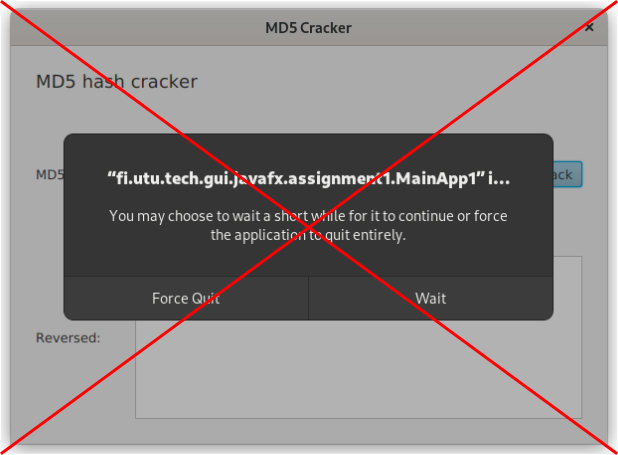 MD5 Cracker
MD5 hash cracker
MD5
ack
“fi.utu.tech.gui.javafx.assignment1.MainApp1” i...
You may choose to wait a short while for it to continue or force
the application to quit entirely.
Force Quit
Wait
Reversed: